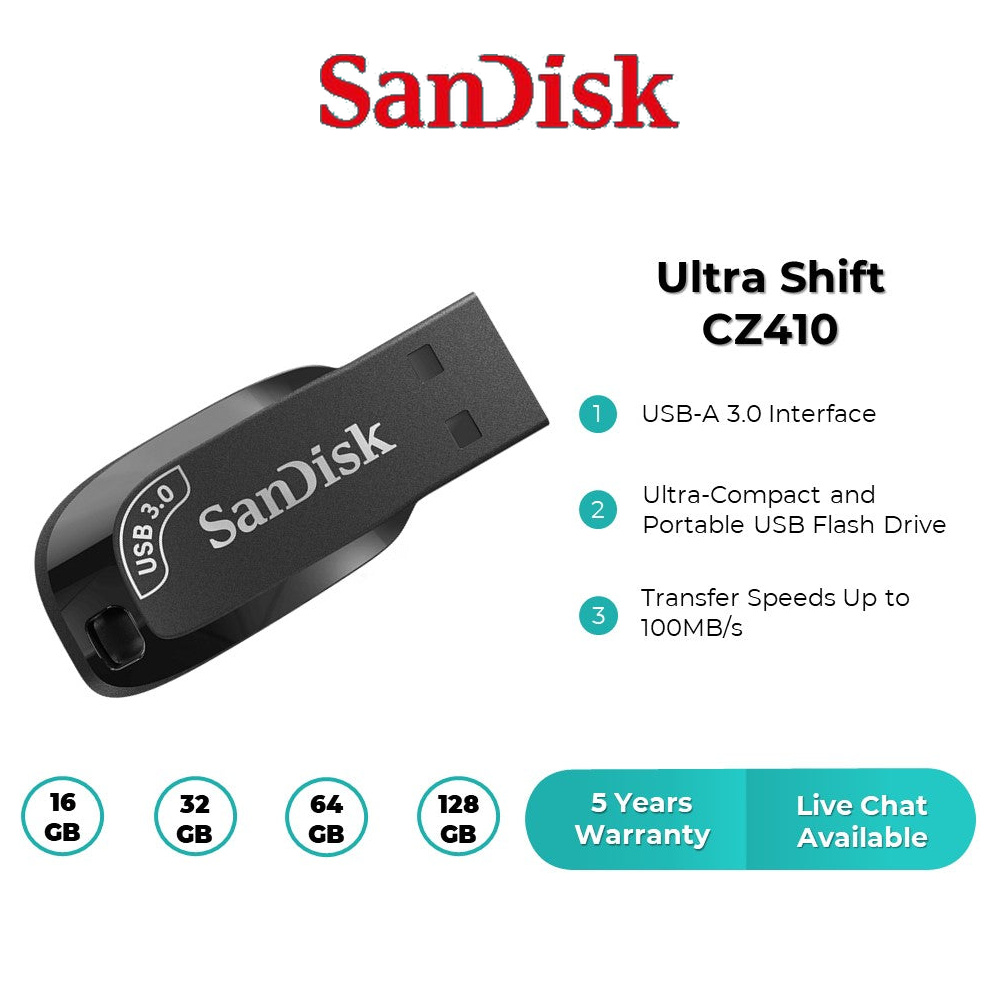 SanDisk
Ultra Shift
CZ410
1 USB-A 3.0 Interface
2 Ultra-Compact and
Portable USB Flash Drive
3 Transfer Speeds Up to
100MB/s
USB 3.0
SanDisk
16
GB
32
GB
64
GB
128
GB
5 Years
Warranty
Live Chat
Available